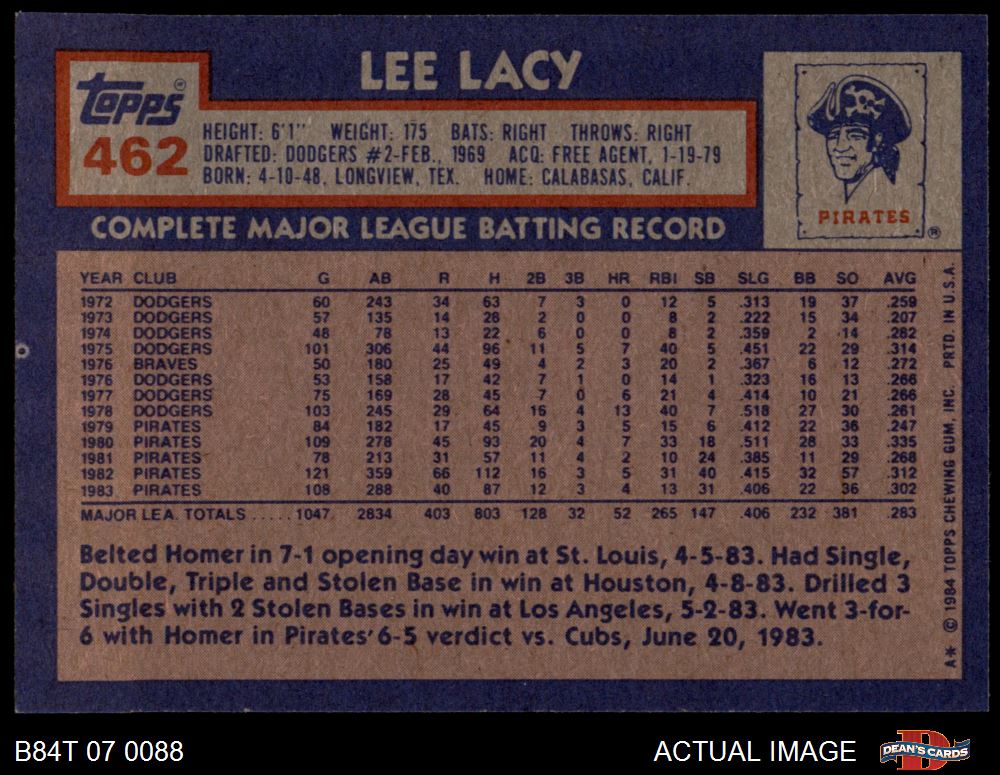 LEE LACY
TOPPS®
462
HEIGHT: 6'1" WEIGHT: 175 BATS: RIGHT THROWS: RIGHT
DRAFTED: DODGERS #2-FEB., 1969 ACQ: FREE AGENT, 1-19-79
BORN: 4-10-48, LONGVIEW, TEX. HOME: CALABASAS, CALIF.
PIRATES ®
COMPLETE MAJOR LEAGUE BATTING RECORD
YEAR CLUB G AB R H 2B 3B HR RBI SB SLG BB SO AVG
1972 DODGERS 60 243 34 63 7 3 0 12 5 .313 19 37 .259
1973 DODGERS 57 135 14 28 2 0 0 8 2 .222 15 34 .207
1974 DODGERS 48 78 13 22 6 0 0 8 2 .359 2 14 .282
1975 DODGERS 101 306 44 96 11 5 7 40 5 .451 22 29 .314
1976 BRAVES 50 180 25 49 4 2 3 20 2 .367 6 12 .272
1976 DODGERS 53 158 17 42 7 1 0 14 1 .323 16 13 .266
1977 DODGERS 75 169 28 45 7 0 6 21 4 .414 10 21 .266
1978 DODGERS 103 245 29 64 16 4 13 40 7 .518 27 30 .261
1979 PIRATES 84 182 17 45 9 3 5 15 6 .412 22 36 .247
1980 PIRATES 109 278 45 93 20 4 7 33 18 .511 28 33 .335
1981 PIRATES 78 213 31 57 11 4 2 10 24 .385 11 29 .268
1982 PIRATES 121 359 66 112 16 3 5 31 40 .415 32 57 .312
1983 PIRATES 108 288 40 87 12 3 4 13 31 .406 22 36 .302
MAJOR LEA. TOTALS ..... 1047 2834 403 803 128 32 52 265 147 .406 232 381 .283
Belted Homer in 7-1 opening day win at St. Louis, 4-5-83. Had Single,
Double, Triple and Stolen Base in win at Houston, 4-8-83. Drilled 3
Singles with 2 Stolen Bases in win at Los Angeles, 5-2-83. Went 3-for-
6 with Homer in Pirates' 6-5 verdict vs. Cubs, June 20, 1983.
A* © 1984 TOPPS CHEWING GUM, INC. PRTD. IN U.S.A.
B84T 07 0088
ACTUAL IMAGE
D
DEAN'S CARDS